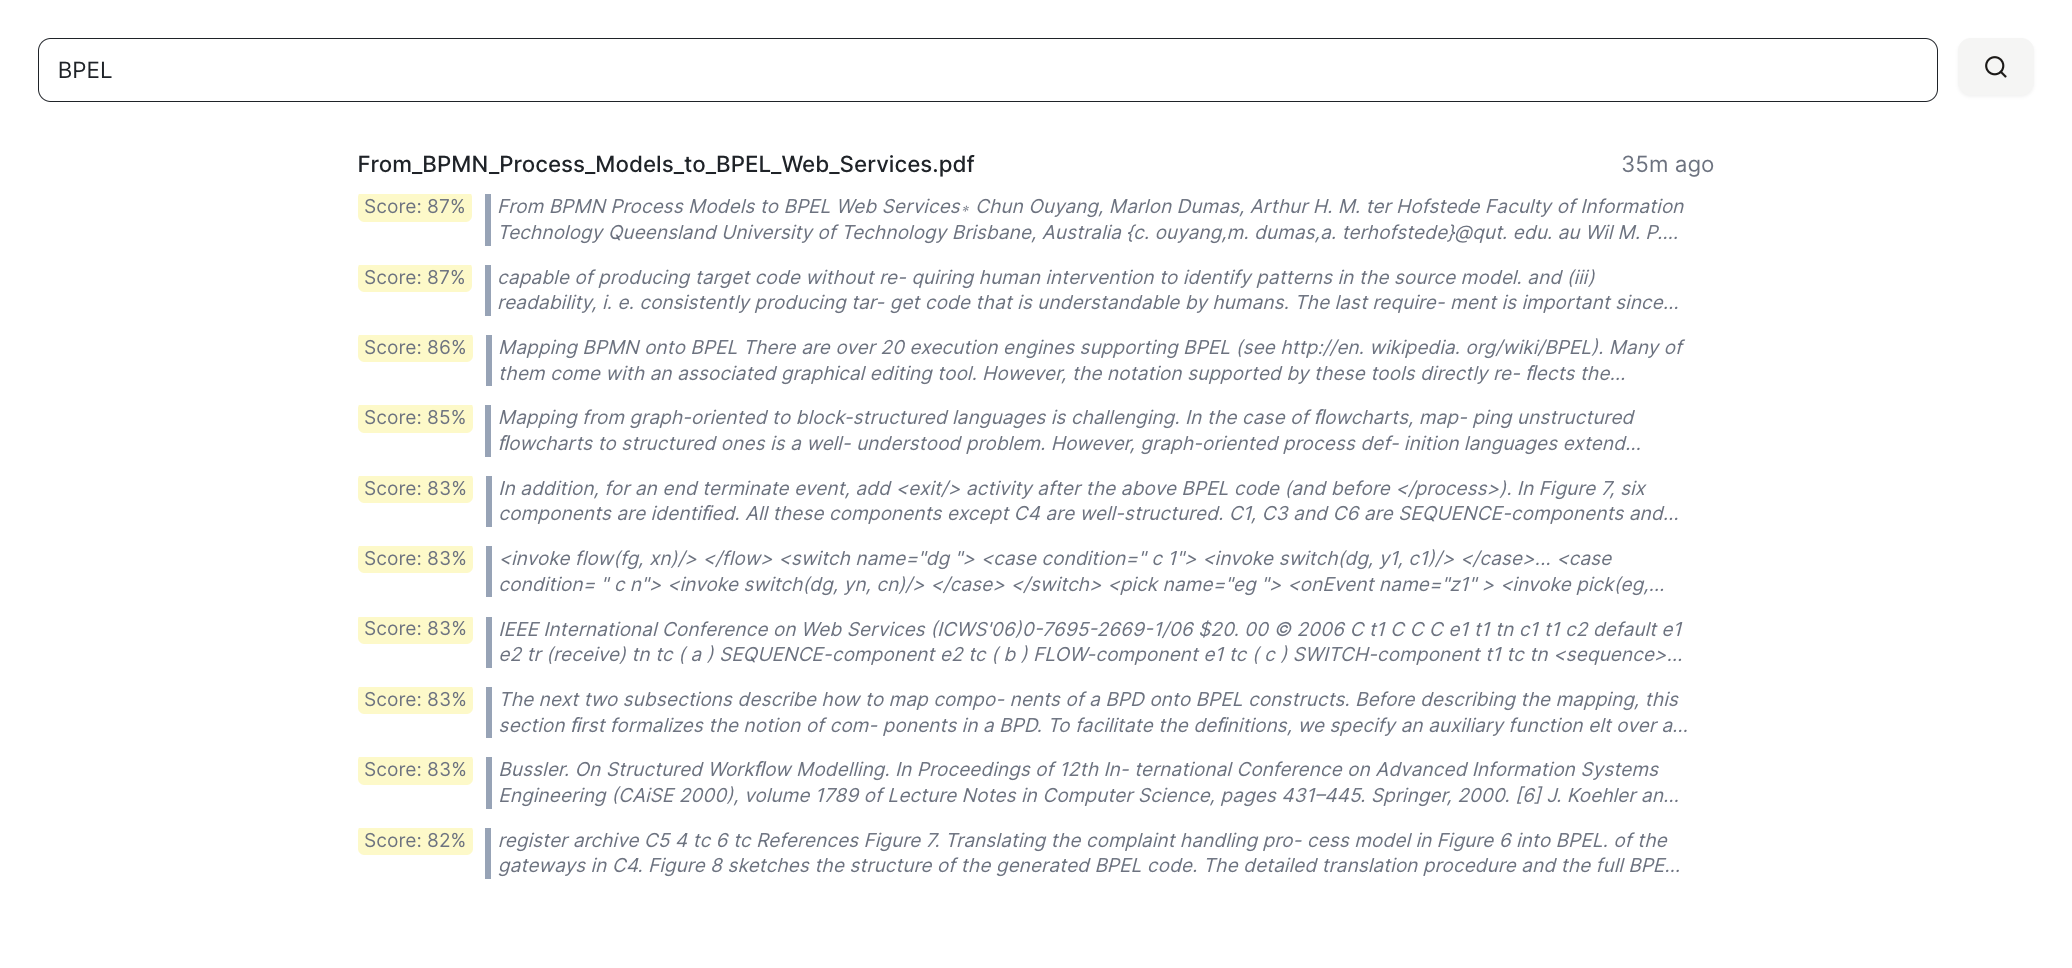 BPEL
From_BPMN_Process_Models_to_BPEL_Web_Services.pdf 35m ago
Score: 87% From BPMN Process Models to BPEL Web Services∗ Chun Ouyang, Marlon Dumas, Arthur H. M. ter Hofstede Faculty of Information
Technology Queensland University of Technology Brisbane, Australia {c. ouyang,m. dumas,a. terhofstede}@qut. edu. au Wil M. P....
Score: 87% capable of producing target code without re- quiring human intervention to identify patterns in the source model. and (iii)
readability, i. e. consistently producing tar- get code that is understandable by humans. The last require- ment is important since...
Score: 86% Mapping BPMN onto BPEL There are over 20 execution engines supporting BPEL (see http://en. wikipedia. org/wiki/BPEL). Many of
them come with an associated graphical editing tool. However, the notation supported by these tools directly re- flects the...
Score: 85% Mapping from graph-oriented to block-structured languages is challenging. In the case of flowcharts, map- ping unstructured
flowcharts to structured ones is a well- understood problem. However, graph-oriented process def- inition languages extend...
Score: 83% In addition, for an end terminate event, add <exit/> activity after the above BPEL code (and before </process>). In Figure 7, six
components are identified. All these components except C4 are well-structured. C1, C3 and C6 are SEQUENCE-components and...
Score: 83% <invoke flow(fg, xn)/> </flow> <switch name="dg "> <case condition=" c 1"> <invoke switch(dg, y1, c1)/> </case>... <case
condition= " c n"> <invoke switch(dg, yn, cn)/> </case> </switch> <pick name="eg "> <onEvent name="z1" > <invoke pick(eg,...
Score: 83% IEEE International Conference on Web Services (ICWS'06)0-7695-2669-1/06 $20. 00 © 2006 C t1 C C C e1 t1 tn c1 t1 c2 default e1
e2 tr (receive) tn tc ( a ) SEQUENCE-component e2 tc ( b ) FLOW-component e1 tc ( c ) SWITCH-component t1 tc tn <sequence>...
Score: 83% The next two subsections describe how to map compo- nents of a BPD onto BPEL constructs. Before describing the mapping, this
section first formalizes the notion of com- ponents in a BPD. To facilitate the definitions, we specify an auxiliary function elt over a...
Score: 83% Bussler. On Structured Workflow Modelling. In Proceedings of 12th In- ternational Conference on Advanced Information Systems
Engineering (CAiSE 2000), volume 1789 of Lecture Notes in Computer Science, pages 431–445. Springer, 2000. [6] J. Koehler an...
Score: 82% register archive C5 4 tc 6 tc References Figure 7. Translating the complaint handling pro- cess model in Figure 6 into BPEL. of the
gateways in C4. Figure 8 sketches the structure of the generated BPEL code. The detailed translation procedure and the full BPE...